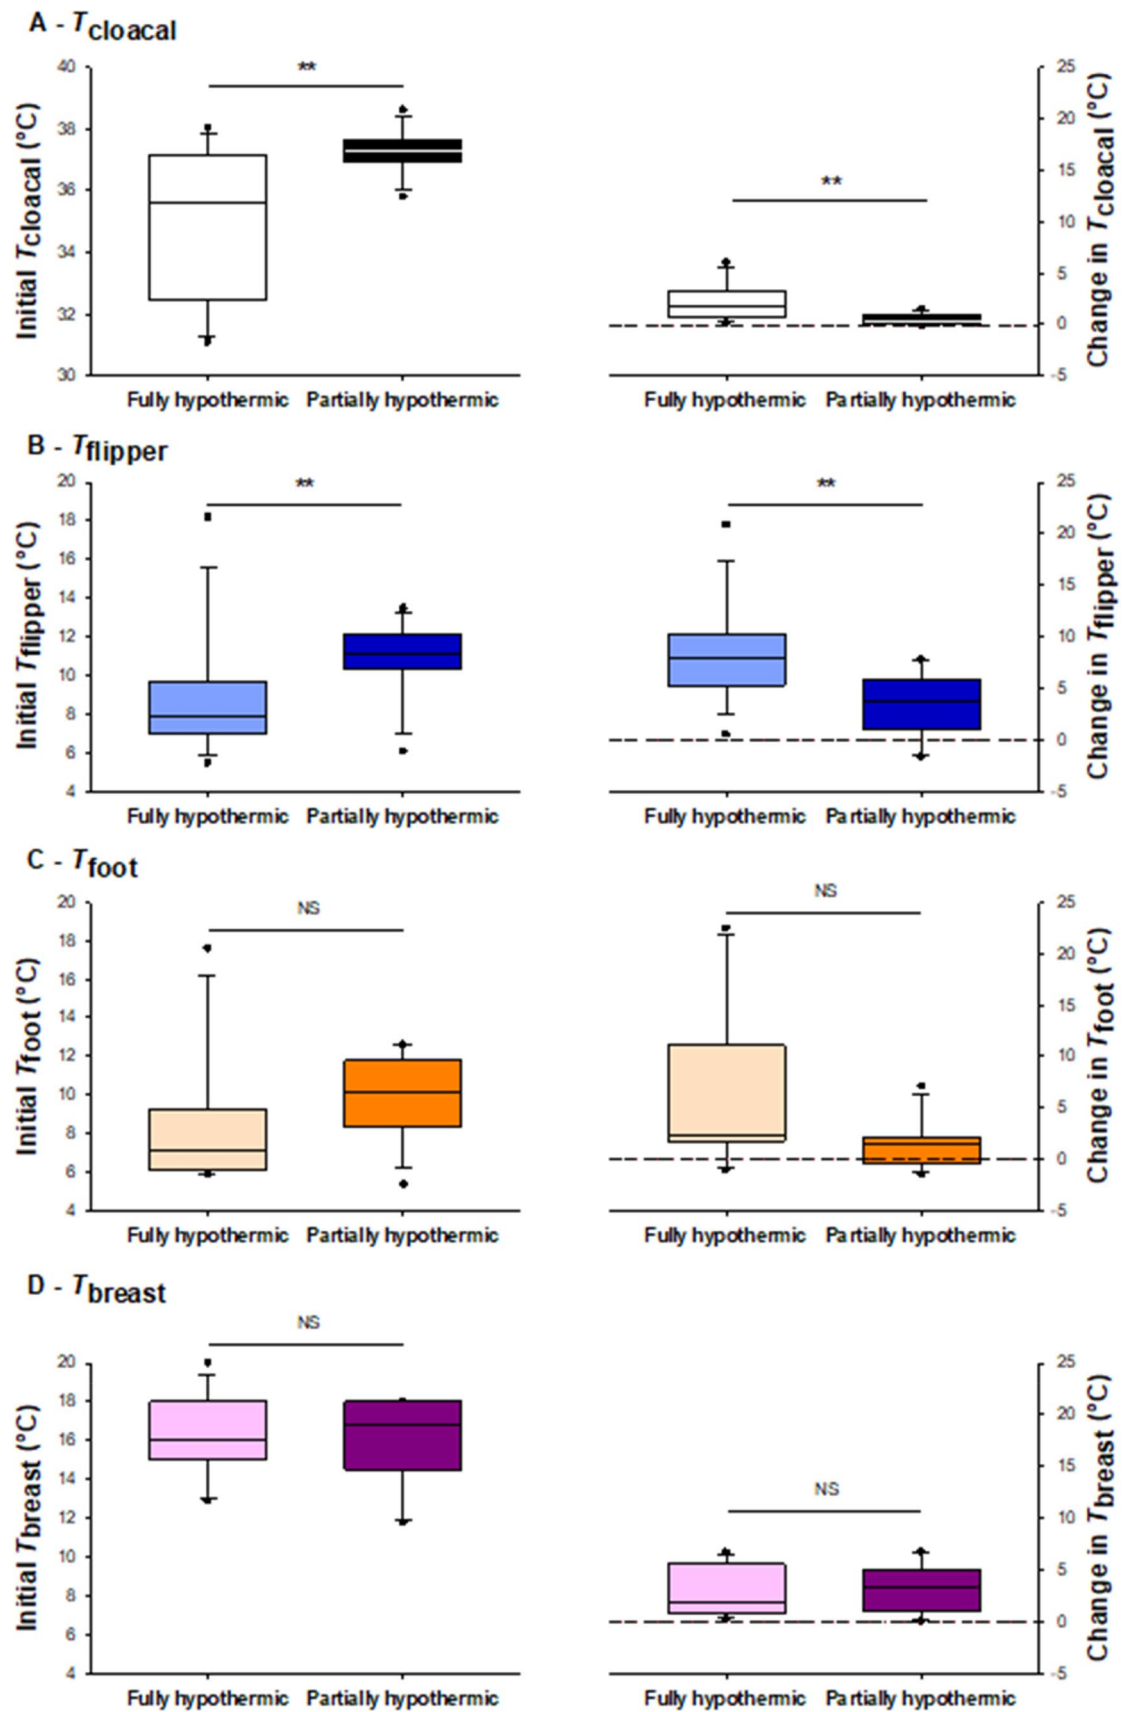 A - Tcloacal
Initial Tcloacal (°C)
40
38
36
34
32
30
**
Fully hypothermic Partially hypothermic
**
25
20
15
10
5
0
-5
Change in Tcloacal (°C)
Fully hypothermic Partially hypothermic
B - Tflipper
Initial Tflipper (°C)
20
18
16
14
12
10
8
6
4
**
Fully hypothermic Partially hypothermic
**
25
20
15
10
5
0
-5
Change in Tflipper (°C)
Fully hypothermic Partially hypothermic
C - Tfoot
Initial Tfoot (°C)
20
18
16
14
12
10
8
6
4
NS
Fully hypothermic Partially hypothermic
NS
25
20
15
10
5
0
-5
Change in Tfoot (°C)
Fully hypothermic Partially hypothermic
D - Tbreast
Initial Tbreast (°C)
20
18
16
14
12
10
8
6
4
NS
Fully hypothermic Partially hypothermic
NS
25
20
15
10
5
0
-5
Change in Tbreast (°C)
Fully hypothermic Partially hypothermic